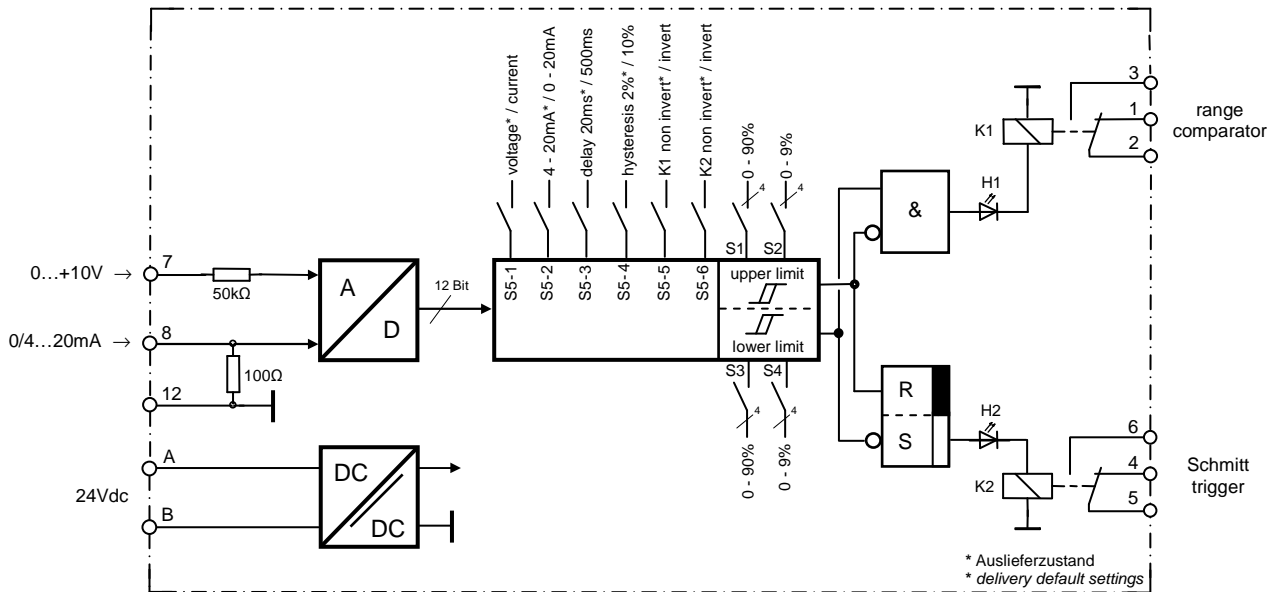 voltage* / current
4 - 20mA* / 0 - 20mA
delay 20ms* / 500ms
hysteresis 2%* / 10%
K1 non invert* / invert
K2 non invert* / invert
0 - 90%
0 - 9%
4
4
S5-1
S5-2
S5-3
S5-4
S5-5
S5-6
S1
S2
upper limit
lower limit
S3
S4
4
4
0 - 90%
0 - 9%
0…+10V →
7
50kΩ
0/4…20mA →
8
100Ω
12
A
D
12 Bit
24Vdc
A
B
DC
DC
&
H1
K1
3
1
2
range
comparator
R
S
H2
K2
6
4
5
Schmitt
trigger
* Auslieferzustand
* delivery default settings